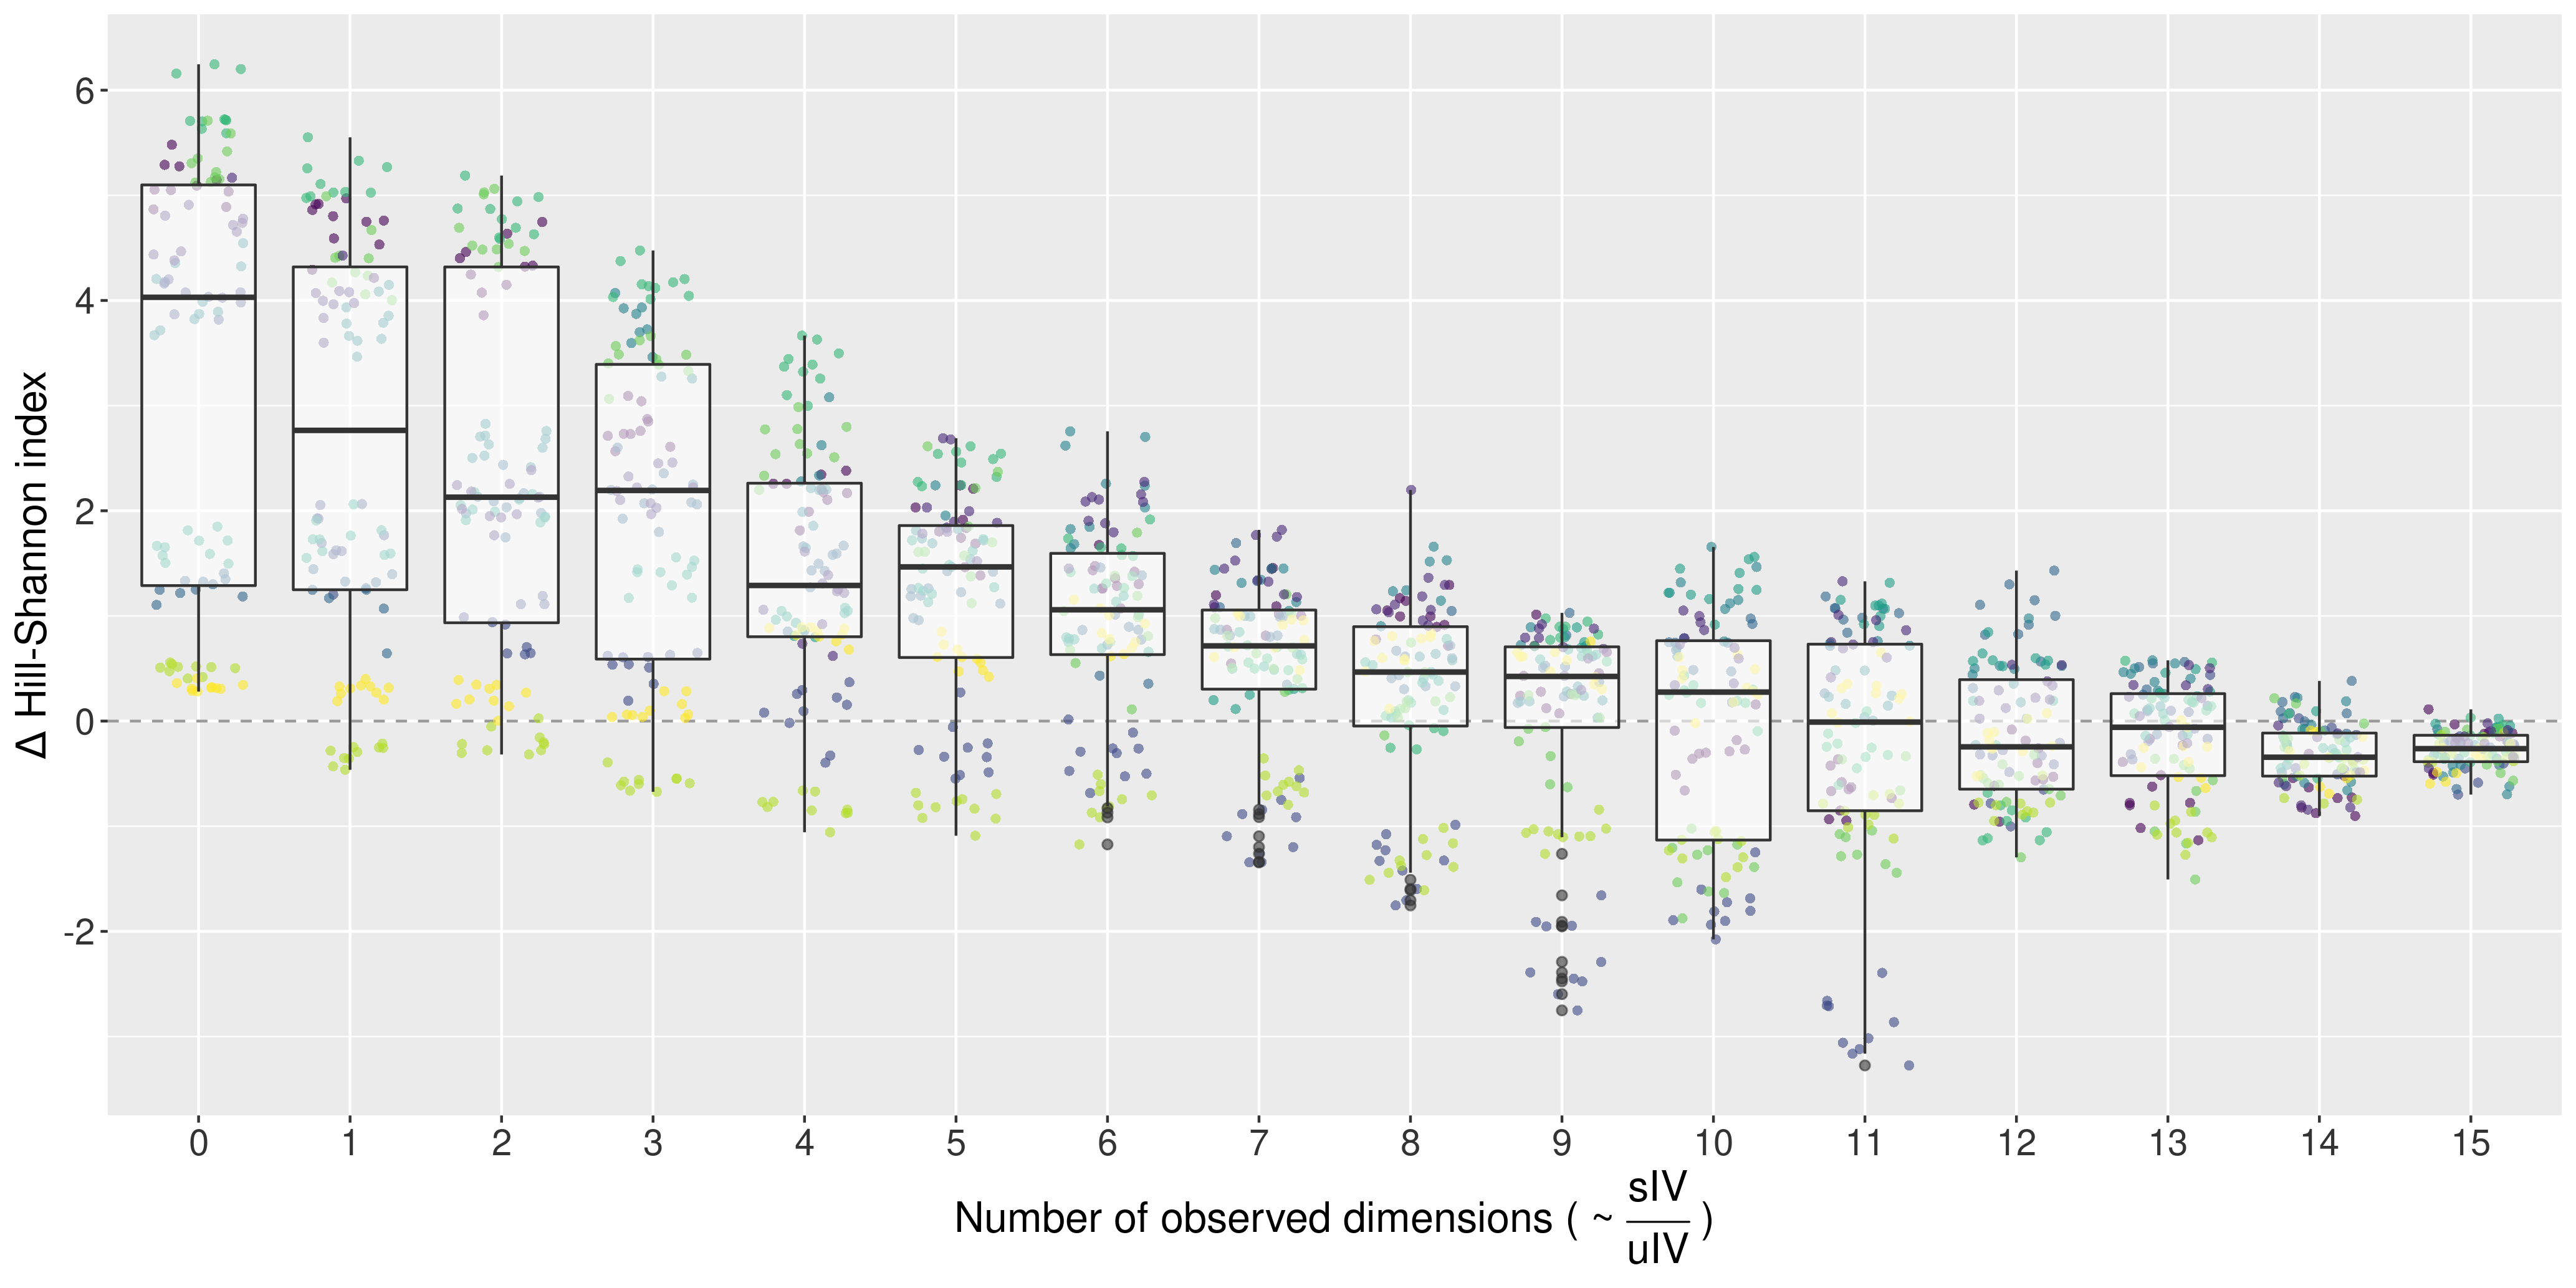 Δ Hill-Shannon index
6
4
2
0
-2
0 1 2 3 4 5 6 7 8 9 10 11 12 13 14 15
Number of observed dimensions ( ~ sIV / uIV )